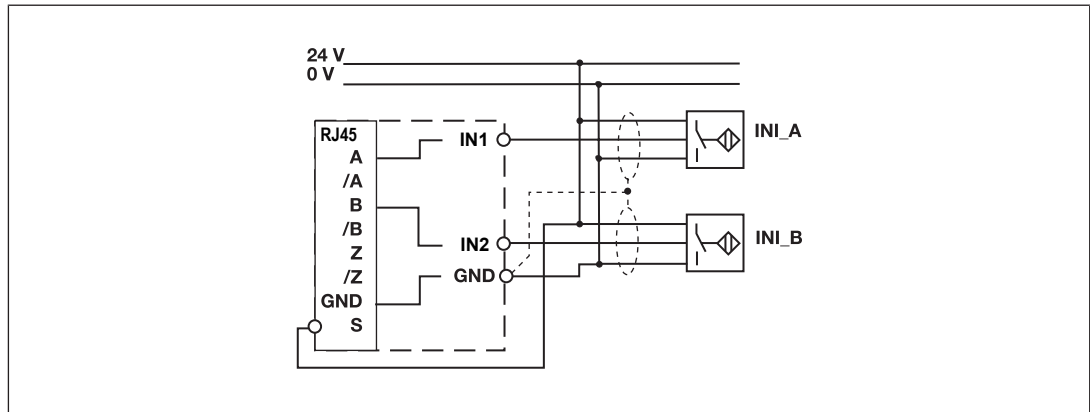 24 V
0 V
RJ45
A
/A
B
/B
Z
/Z
GND
S
IN1
IN2
GND
INI_A
INI_B